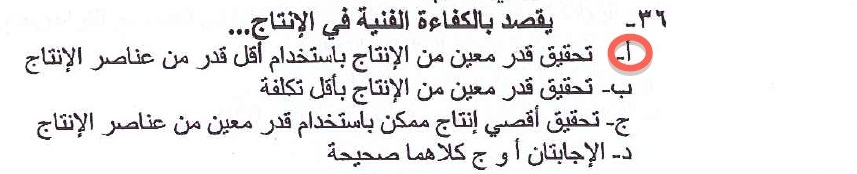 ٣٦- يقصد بالكفاءة الفنية في الإنتاج...
أ- تحقيق قدر معين من الإنتاج باستخدام أقل قدر من عناصر الإنتاج
ب- تحقيق قدر معين من الإنتاج بأقل تكلفة
ج- تحقيق أقصي إنتاج ممكن باستخدام قدر معين من عناصر الإنتاج
د- الإجابتان أ و ج كلاهما صحيحة